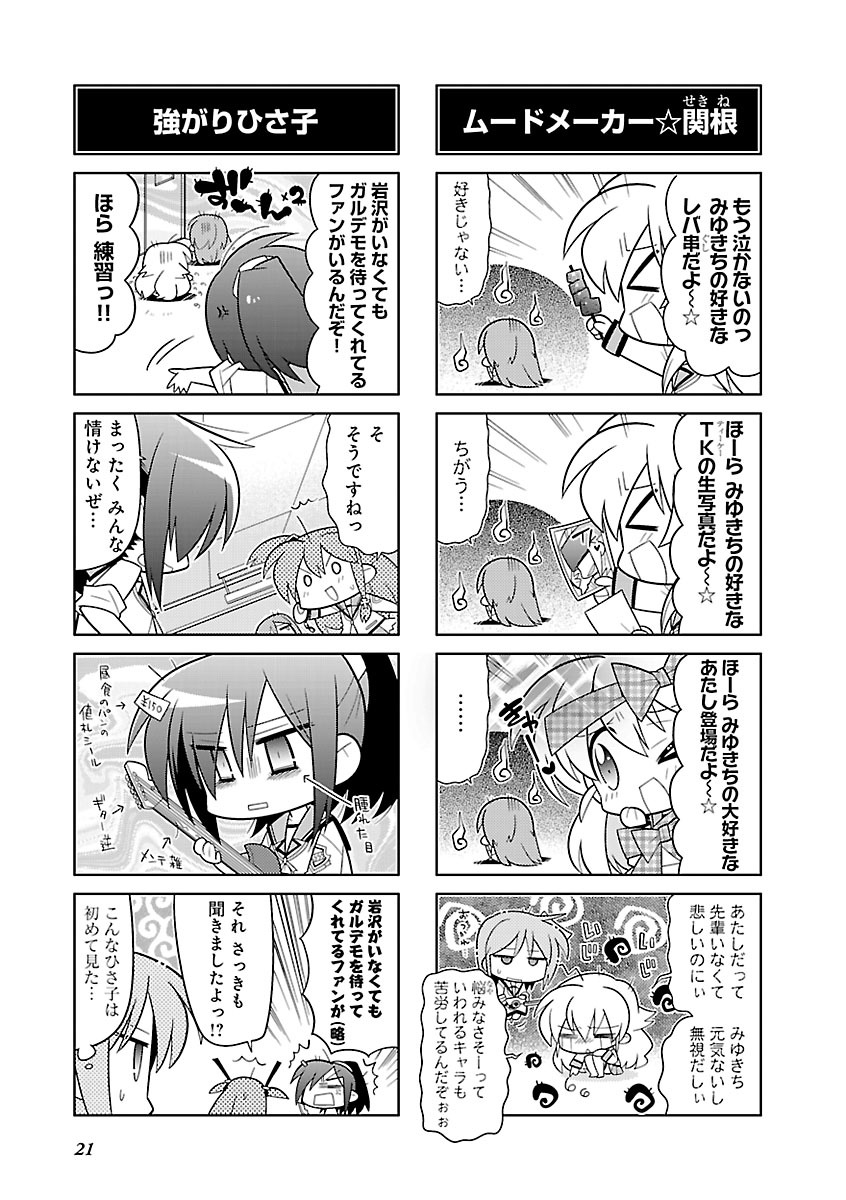 ムードメーカー☆関根
せきね
もう泣かないのっ
みゆきちの好きな
レバ串だよ〜☆
ぐし
好きじゃない…
ほーら みゆきちの好きな
TKの生写真だよ〜☆
ティーケー
ちがう…
ほーら みゆきちの大好きな
あたし登場だよ〜☆
……
あたしだって
先輩いなくて
悲しいのにぃ
みゆきち
元気ないし
無視だしぃ
いじ
いじ
悩みなさそーって
いわれるキャラも
苦労してるんだぞぉぉ
強がりひさ子
岩沢がいなくても
ガルデモを待ってくれてる
ファンがいるんだぞ!
ずーん×2
ほら 練習っ!!
そ
そうですねっ
まったく みんな
情けないぜ…
¥150
昼食のパンの
値札シール
ギター逆
メンテ雑
腫れた目
岩沢がいなくても
ガルデモを待って
くれてるファンが(略)
それ さっきも
聞きましたよっ!?
こんなひさ子は
初めて見た…
21